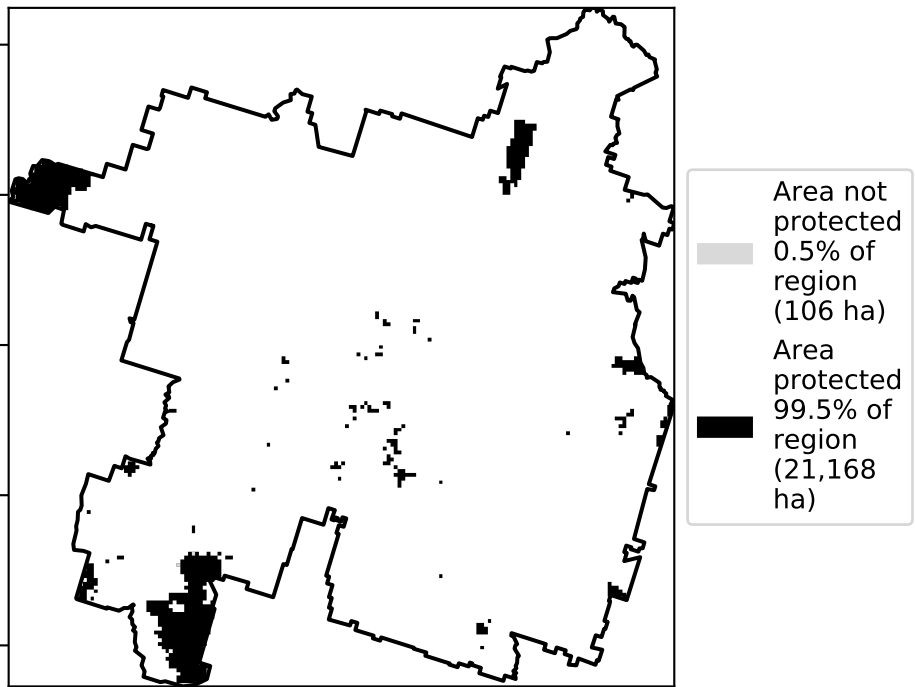 Area not
protected
0.5% of
region
(106 ha)
Area
protected
99.5% of
region
(21,168
ha)